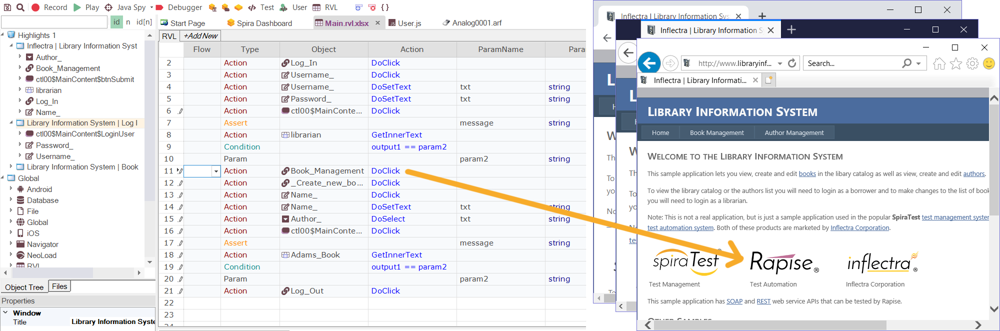 Record Play Java Spy Debugger Test User RVL { }
id n id[n]
Start Page Spira Dashboard Main.rvl.xlsx User.js Analog0001.arf
RVL +Add New
Highlights 1
Inflectra | Library Information Syst
Author_
Book_Management
ctl00$MainContent$btnSubmit
librarian
Log_In
Name_
Library Information System | Log I
ctl00$MainContent$LoginUser
Password_
Username_
Library Information System | Book
Global
Android
Database
File
Global
iOS
Navigator
NeoLoad
RVL
Object Tree Files
Properties
Window
Title Library Information Syste
Flow Type Object Action ParamName Para
2 Action Log_In DoClick
3 Action Username_ DoClick
4 Action Username_ DoSetText txt string
5 Action Password_ DoSetText txt string
6 Action ctl00$MainConte... DoClick
7 Assert message string
8 Action librarian GetInnerText
9 Condition output1 == param2
10 Param param2 string
11 Action Book_Management DoClick
12 Action _Create_new_bo... DoClick
13 Action Name_ DoClick
14 Action Name_ DoSetText txt string
15 Action Author_ DoSelect txt string
16 Action ctl00$MainConte... DoClick
17 Assert message string
18 Action Adams_Book GetInnerText
19 Condition output1 == param2
20 Param param2 string
21 Action Log_Out DoClick
22
23
24
Inflectra | Library Information Sys
Inflectra | Library Information S
http://www.libraryinf... Search...
Inflectra | Library Informati...
LIBRARY INFORMATION SYSTEM
Home Book Management Author Management
WELCOME TO THE LIBRARY INFORMATION SYSTEM
This sample application lets you view, create and edit books in the libary catalog as well as view, create and edit authors.
To view the library catalog or the authors list you will need to login as a borrower and to make changes to the list of book
you will need to login as a librarian.
Note: This is not a real application, but is just a sample application used in the popular SpiraTest test management syster
test automation system. Both of these products are marketed by Inflectra Corporation.
spiraTest® Rapise® inflectra®
Test Management Test Automation Inflectra Corporation
This sample application has SOAP and REST web service APIs that can be tested by Rapise.
OTHER SAMPLES